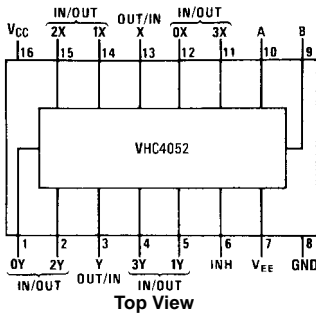 IN/OUT OUT/IN IN/OUT
VCC 2X 1X X 0X 3X A B
16 15 14 13 12 11 10 9
VHC4052
1 2 3 4 5 6 7 8
0Y 2Y Y 3Y 1Y INH VEE GND
IN/OUT OUT/IN IN/OUT
Top View